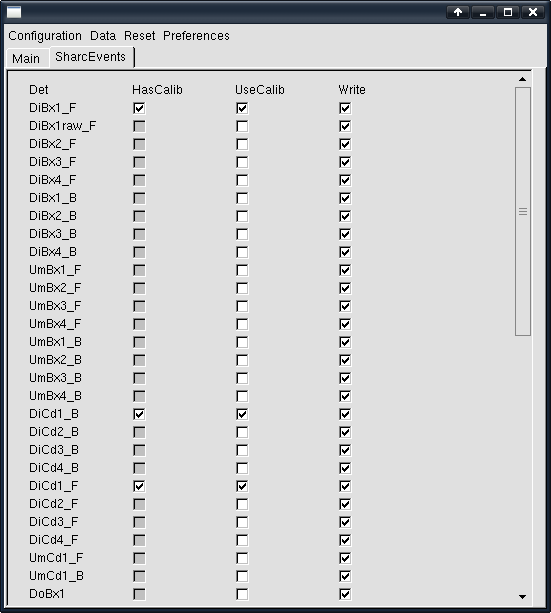 Configuration Data Reset Preferences
Main SharcEvents
Det HasCalib UseCalib Write
DiBx1_F
DiBx1raw_F
DiBx2_F
DiBx3_F
DiBx4_F
DiBx1_B
DiBx2_B
DiBx3_B
DiBx4_B
UmBx1_F
UmBx2_F
UmBx3_F
UmBx4_F
UmBx1_B
UmBx2_B
UmBx3_B
UmBx4_B
DiCd1_B
DiCd2_B
DiCd3_B
DiCd4_B
DiCd1_F
DiCd2_F
DiCd3_F
DiCd4_F
UmCd1_F
UmCd1_B
DoBx1